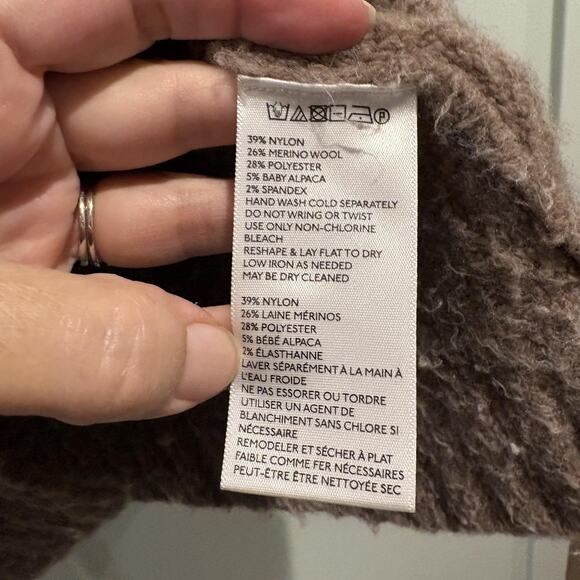 39% NYLON
26% MERINO WOOL
28% POLYESTER
5% BABY ALPACA
2% SPANDEX
HAND WASH COLD SEPARATELY
DO NOT WRING OR TWIST
USE ONLY NON-CHLORINE
BLEACH
RESHAPE & LAY FLAT TO DRY
LOW IRON AS NEEDED
MAY BE DRY CLEANED
39% NYLON
26% LAINE MÉRINOS
28% POLYESTER
5% BÉBÉ ALPACA
2% ÉLASTHANNE
LAVER SÉPARÉMENT À LA MAIN À
L'EAU FROIDE
NE PAS ESSORER OU TORDRE
UTILISER UN AGENT DE
BLANCHIMENT SANS CHLORE SI
NÉCESSAIRE
REMODELER ET SÉCHER À PLAT
FAIBLE COMME FER NÉCESSAIRES
PEUT-ÊTRE ÊTRE NETTOYÉE SEC